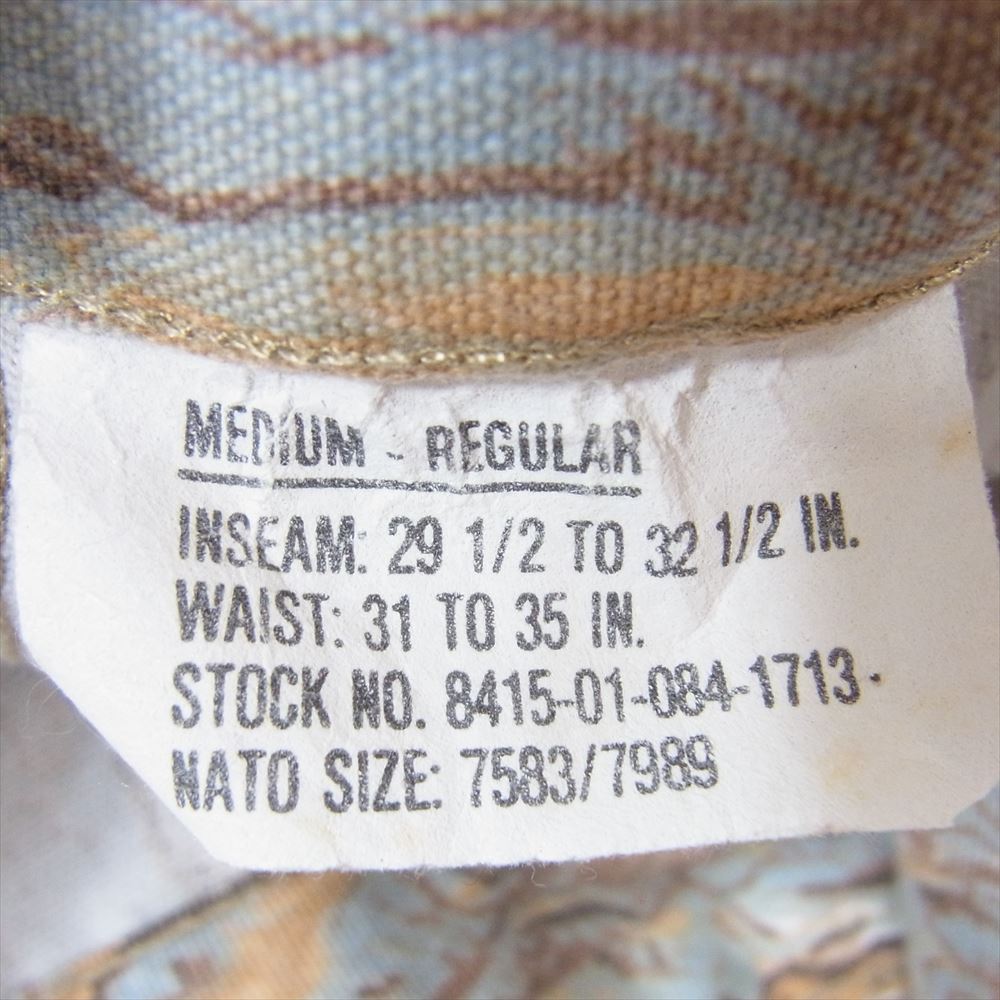 MEDIUM - REGULAR
INSEAM: 29 1/2 TO 32 1/2 IN.
WAIST: 31 TO 35 IN.
STOCK NO. 8415-01-084-1713.
NATO SIZE: 7583/7989